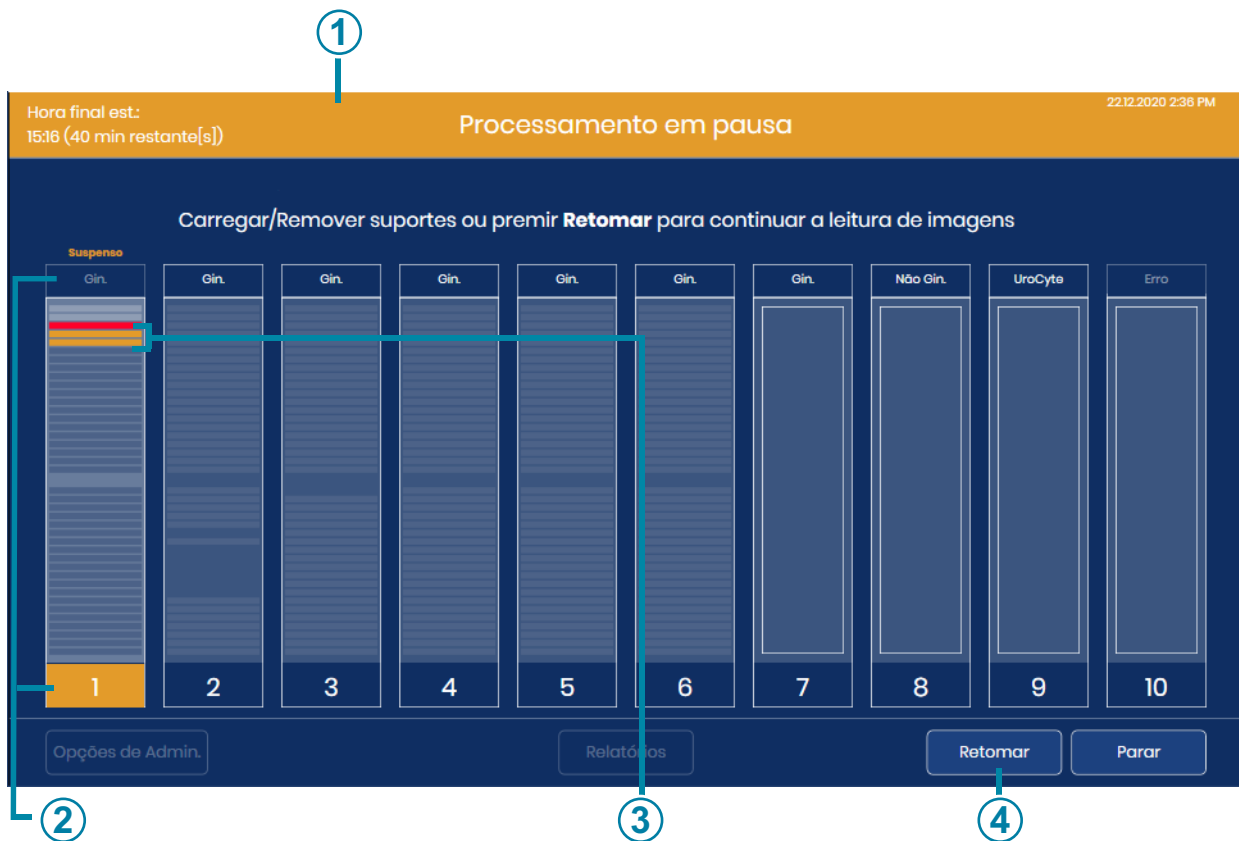 1
Hora final est.:
22.12.2020 2:36 PM
15:16 (40 min restante[s])
Processamento em pausa
Carregar/Remover suportes ou premir Retomar para continuar a leitura de imagens
Suspenso
Gin. Gin. Gin. Gin. Gin. Gin. Gin. Não Gin. UroCyte Erro
1 2 3 4 5 6 7 8 9 10
Opções de Admin. Relatórios Retomar Parar
2 3 4